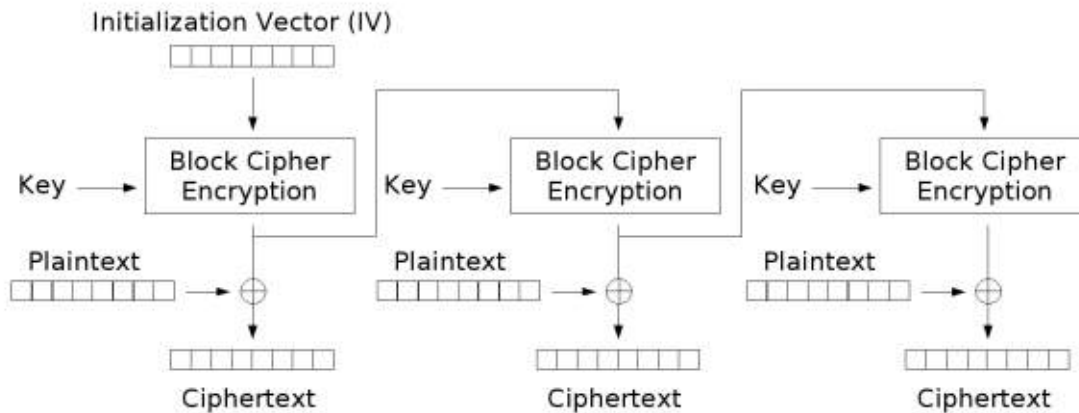 Initialization Vector (IV)
Key
Block Cipher
Encryption
Key
Block Cipher
Encryption
Key
Block Cipher
Encryption
Plaintext
Plaintext
Plaintext
Ciphertext
Ciphertext
Ciphertext